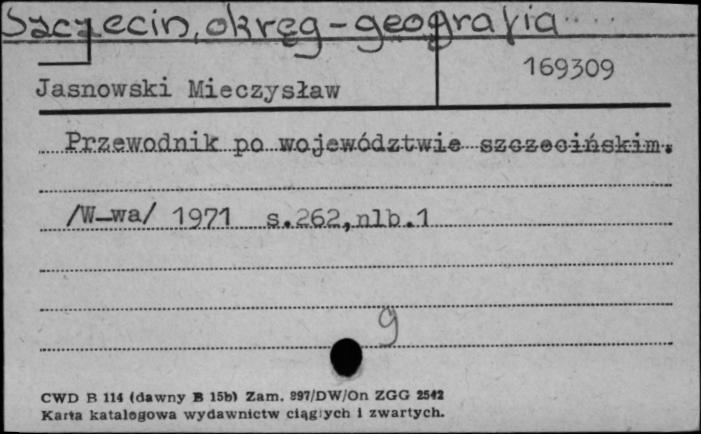 Szczecin, okręg - geografia
169309
Jasnowski Mieczysław
Przewodnik po województwie szczecińskim.
/W-wa/ 1971 s.262,nlb.1
9
CWD B 114 (dawny B 15b) Zam. 897/DW/On ZGG 2542
Karta katalogowa wydawnictw ciągłych i zwartych.